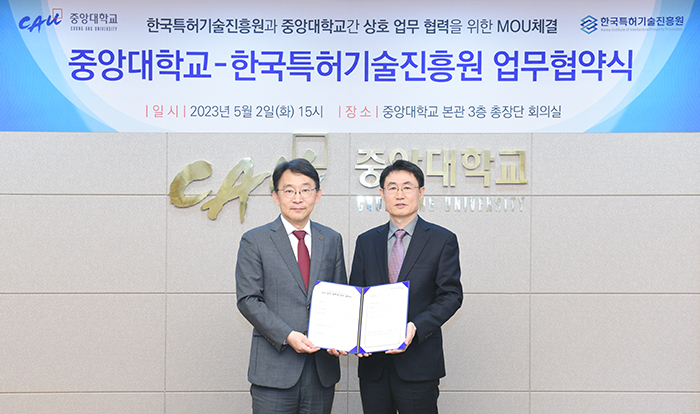 CAU 중앙대학교
CHUNG-ANG UNIVERSITY
한국특허기술진흥원과 중앙대학교간 상호 업무 협력을 위한 MOU체결
한국특허기술진흥원
중앙대학교-한국특허기술진흥원 업무협약식
| 일 시 | 2023년 5월 2일(화) 15시 | 장 소 | 중앙대학교 본관 3층 총장단 회의실
CAU 중앙대학교
CHUNG-ANG UNIVERSITY